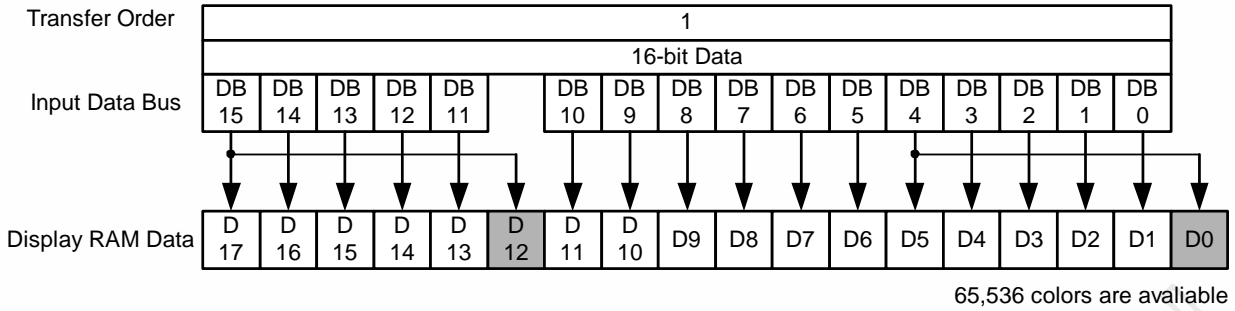 Transfer Order 1
16-bit Data
Input Data Bus DB 15 DB 14 DB 13 DB 12 DB 11 DB 10 DB 9 DB 8 DB 7 DB 6 DB 5 DB 4 DB 3 DB 2 DB 1 DB 0
Display RAM Data D 17 D 16 D 15 D 14 D 13 D 12 D 11 D 10 D9 D8 D7 D6 D5 D4 D3 D2 D1 D0
65,536 colors are avaliable